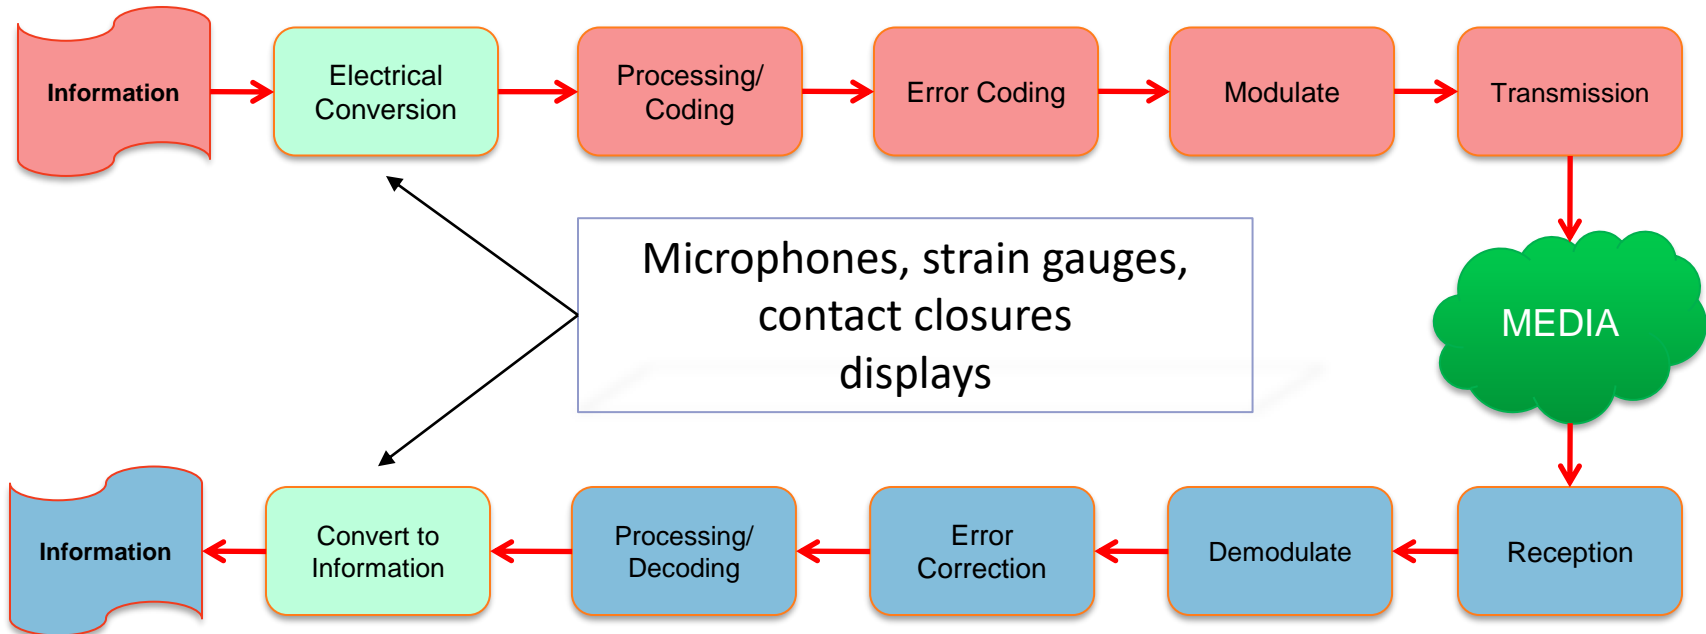 Information
Electrical
Conversion
Processing/
Coding
Error Coding
Modulate
Transmission
Microphones, strain gauges,
contact closures
displays
MEDIA
Information
Convert to
Information
Processing/
Decoding
Error
Correction
Demodulate
Reception